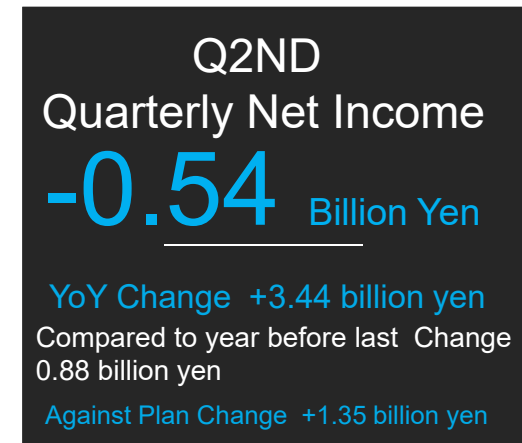 Q2ND
Quarterly Net Income
-0.54 Billion Yen
YoY Change +3.44 billion yen
Compared to year before last Change
0.88 billion yen
Against Plan Change +1.35 billion yen